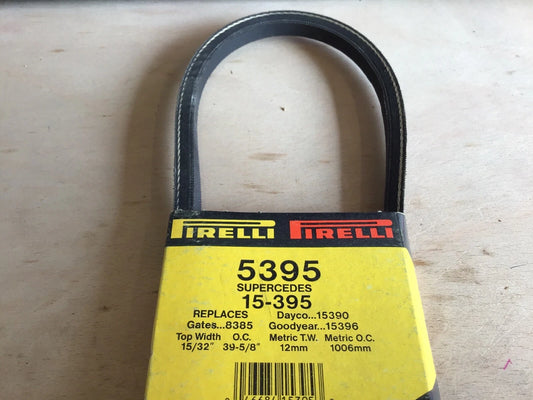 PIRELLI PIRELLI
5395
SUPERCEDES
15-395
REPLACES Dayco...15390
Gates...8385 Goodyear...15396
Top Width O.C. Metric T.W. Metric O.C.
15/32" 39-5/8" 12mm 1006mm